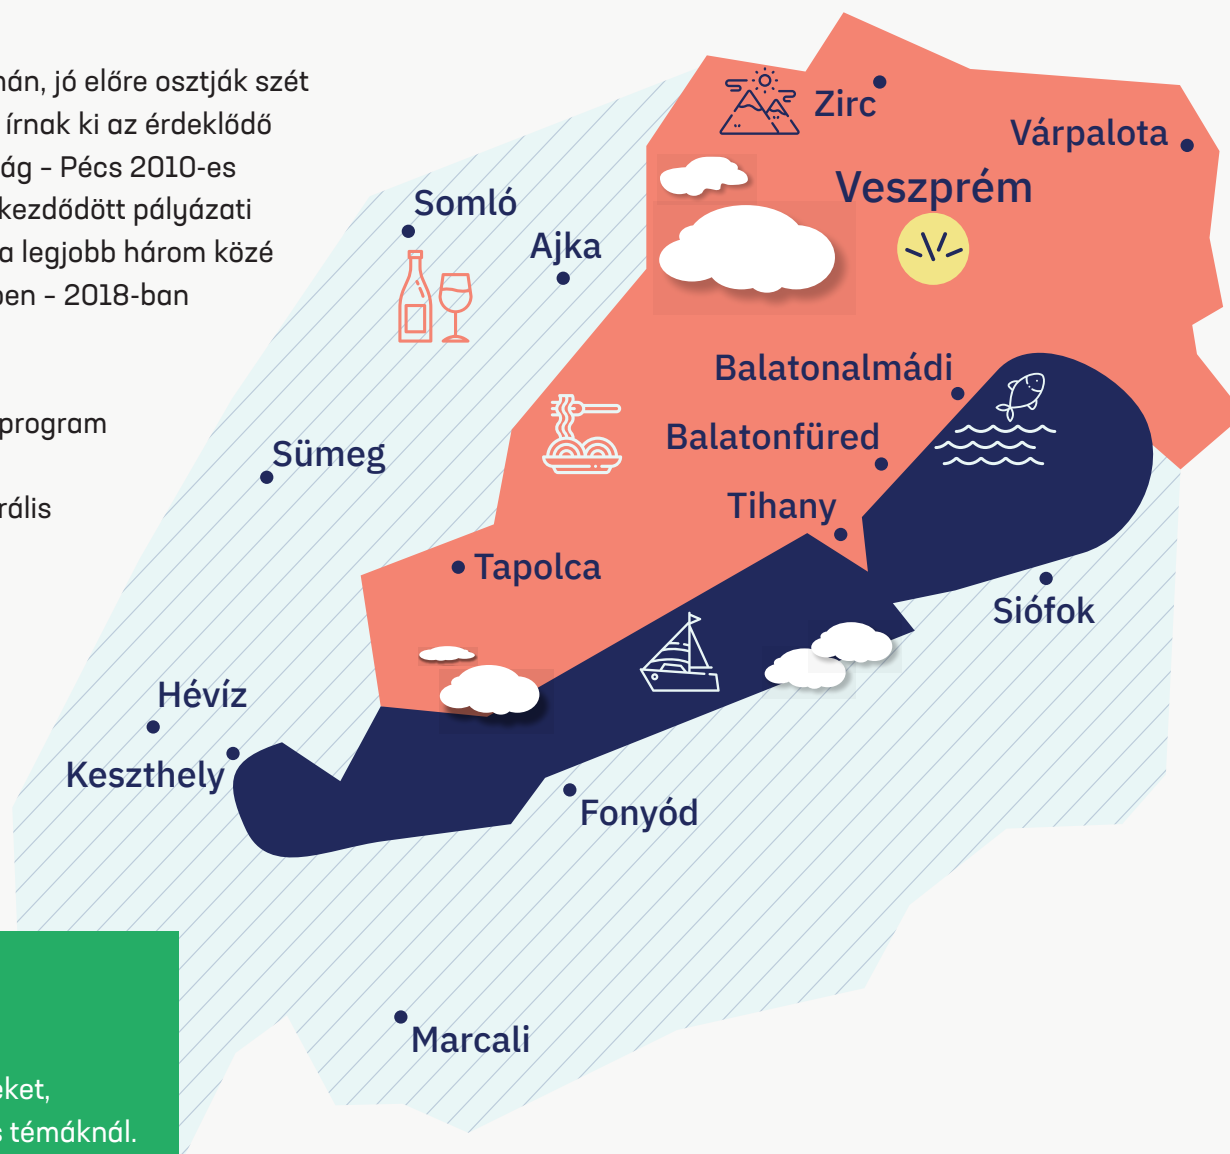 nán, jó előre osztják szét
írnak ki az érdeklődő
ág – Pécs 2010-es
kezdődött pályázati
a legjobb három közé
ben – 2018-ban
program
rális
Zirc
Várpalota
Veszprém
Somló
Ajka
Balatonalmádi
Balatonfüred
Sümeg
Tihany
Tapolca
Siófok
Hévíz
Keszthely
Fonyód
Marcali
eket,
s témáknál.